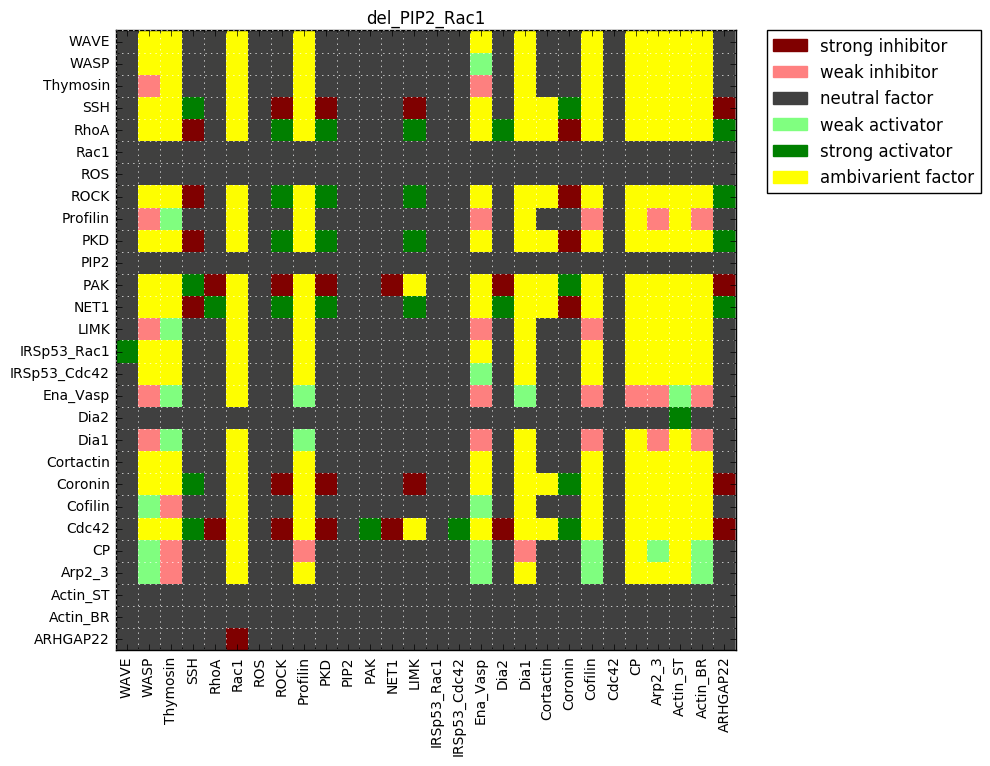 del_PIP2_Rac1
WAVE
WASP
Thymosin
SSH
RhoA
Rac1
ROS
ROCK
Profilin
PKD
PIP2
PAK
NET1
LIMK
IRSp53_Rac1
IRSp53_Cdc42
Ena_Vasp
Dia2
Dia1
Cortactin
Coronin
Cofilin
Cdc42
CP
Arp2_3
Actin_ST
Actin_BR
ARHGAP22
WAVE
WASP
Thymosin
SSH
RhoA
Rac1
ROS
ROCK
Profilin
PKD
PIP2
PAK
NET1
LIMK
IRSp53_Rac1
IRSp53_Cdc42
Ena_Vasp
Dia2
Dia1
Cortactin
Coronin
Cofilin
Cdc42
CP
Arp2_3
Actin_ST
Actin_BR
ARHGAP22
strong inhibitor
weak inhibitor
neutral factor
weak activator
strong activator
ambivarient factor